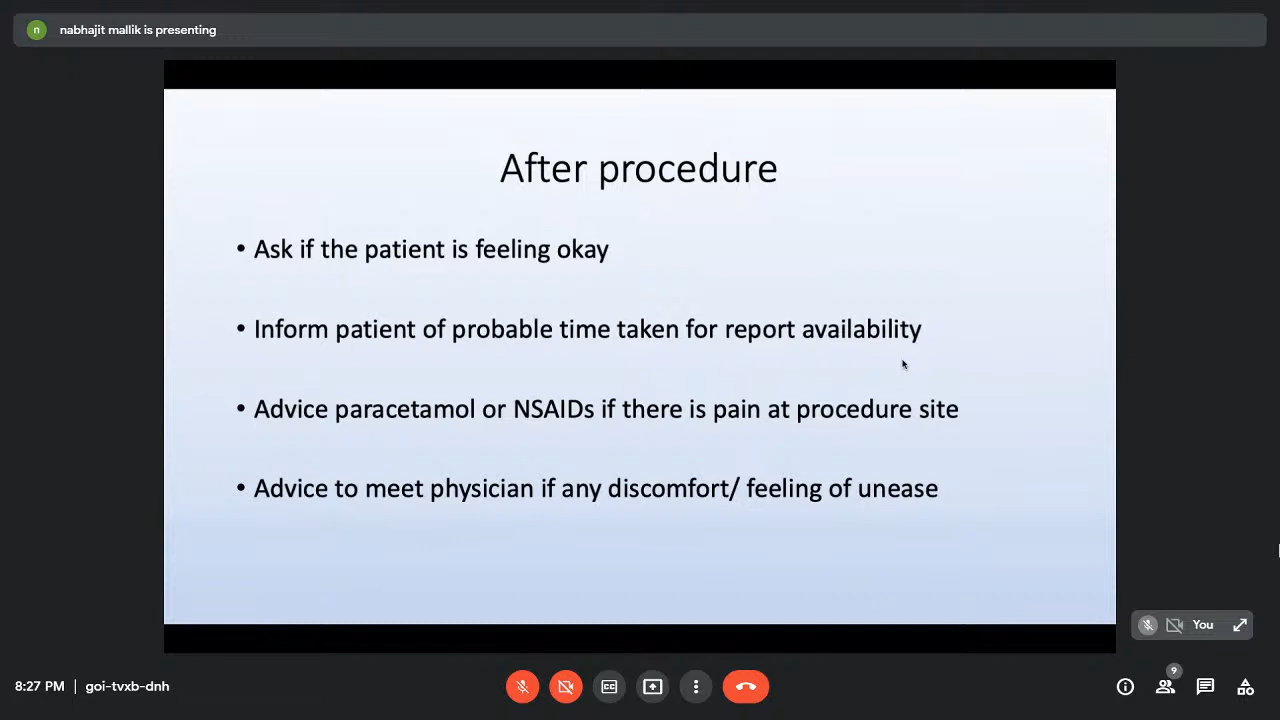 n
nabhajit mallik is presenting
After procedure
• Ask if the patient is feeling okay
• Inform patient of probable time taken for report availability
• Advice paracetamol or NSAIDs if there is pain at procedure site
• Advice to meet physician if any discomfort/ feeling of unease
You
8:27 PM | goi-tvxb-dnh
CC
9